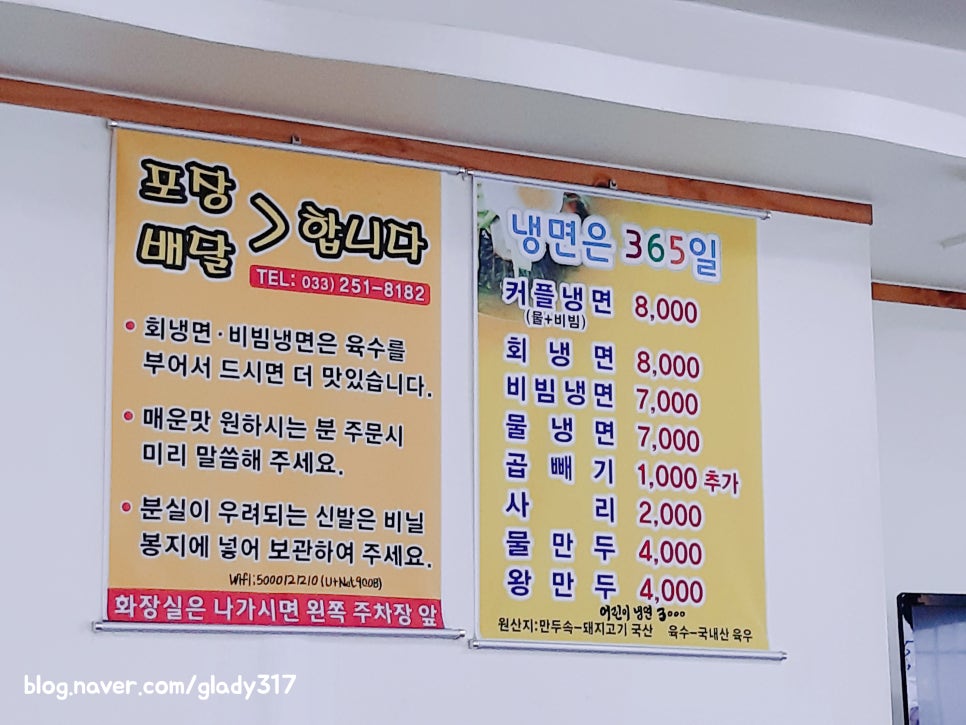 포장
배달 > 합니다
TEL: 033) 251-8182
• 회냉면·비빔냉면은 육수를
부어서 드시면 더 맛있습니다.
• 매운맛 원하시는 분 주문시
미리 말씀해 주세요.
• 분실이 우려되는 신발은 비닐
봉지에 넣어 보관하여 주세요.
Wifi:5000121210 (U+Net900B)
화장실은 나가시면 왼쪽 주차장 앞
냉면은 365일
커플냉면 8,000
(물+비빔)
회냉면 8,000
비빔냉면 7,000
물냉면 7,000
곱빼기 1,000 추가
사리 2,000
물만두 4,000
왕만두 4,000
어린이 냉면 3000
원산지:만두속-돼지고기 국산 육수-국내산 육우
blog.naver.com/glady317